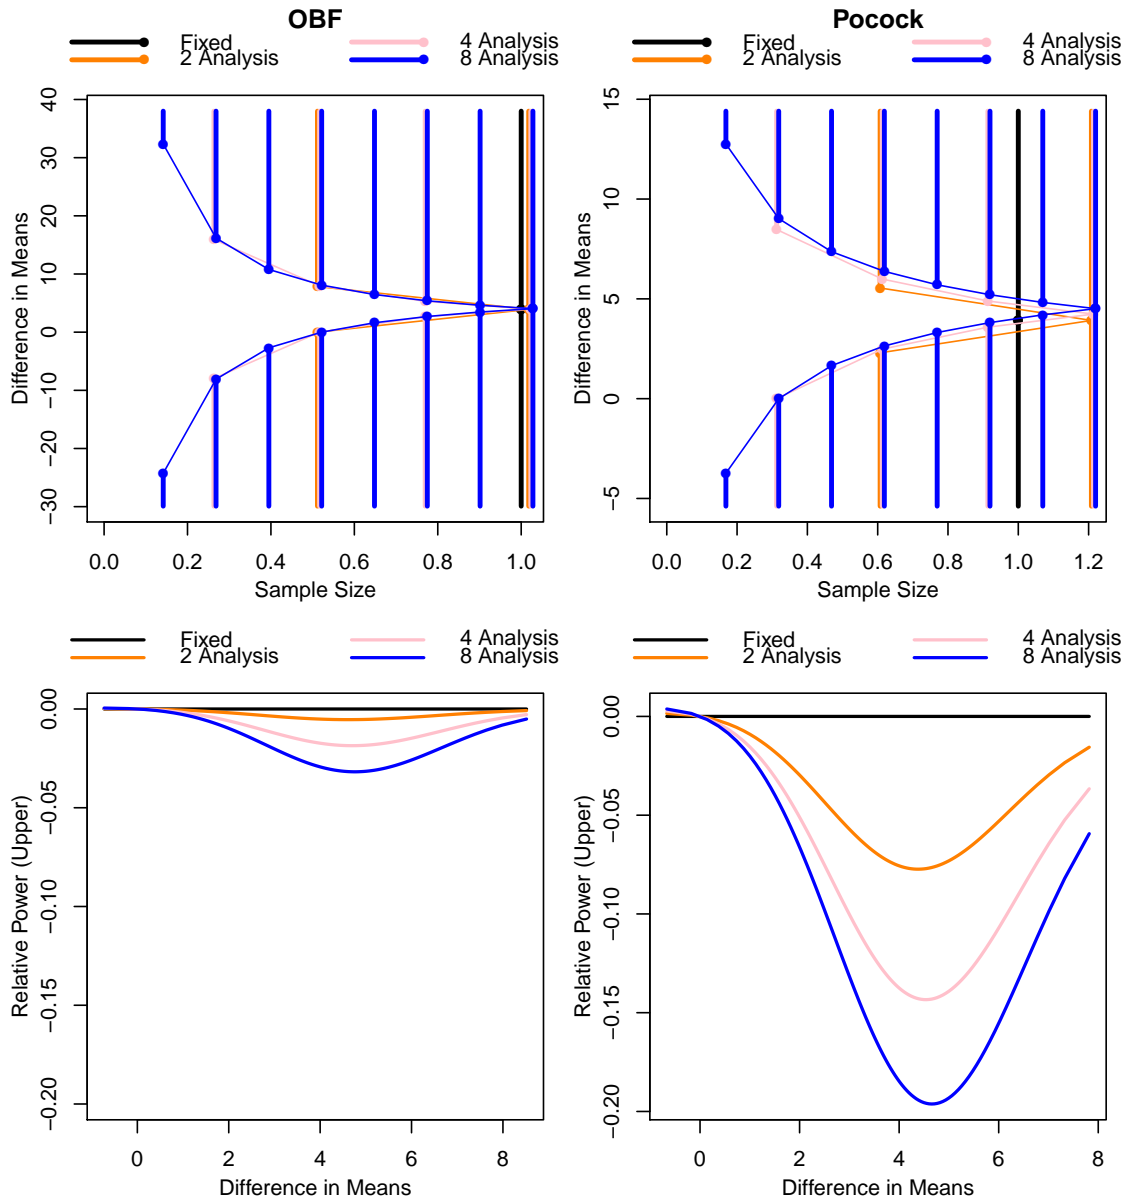 OBF
Fixed
2 Analysis
4 Analysis
8 Analysis
Difference in Means
40
30
20
10
0
−10
−20
−30
0.0 0.2 0.4 0.6 0.8 1.0
Sample Size
Pocock
Fixed
2 Analysis
4 Analysis
8 Analysis
Difference in Means
15
10
5
0
−5
0.0 0.2 0.4 0.6 0.8 1.0 1.2
Sample Size
Fixed
2 Analysis
4 Analysis
8 Analysis
Relative Power (Upper)
0.00
−0.05
−0.10
−0.15
−0.20
0 2 4 6 8
Difference in Means
Fixed
2 Analysis
4 Analysis
8 Analysis
Relative Power (Upper)
0.00
−0.05
−0.10
−0.15
−0.20
0 2 4 6 8
Difference in Means